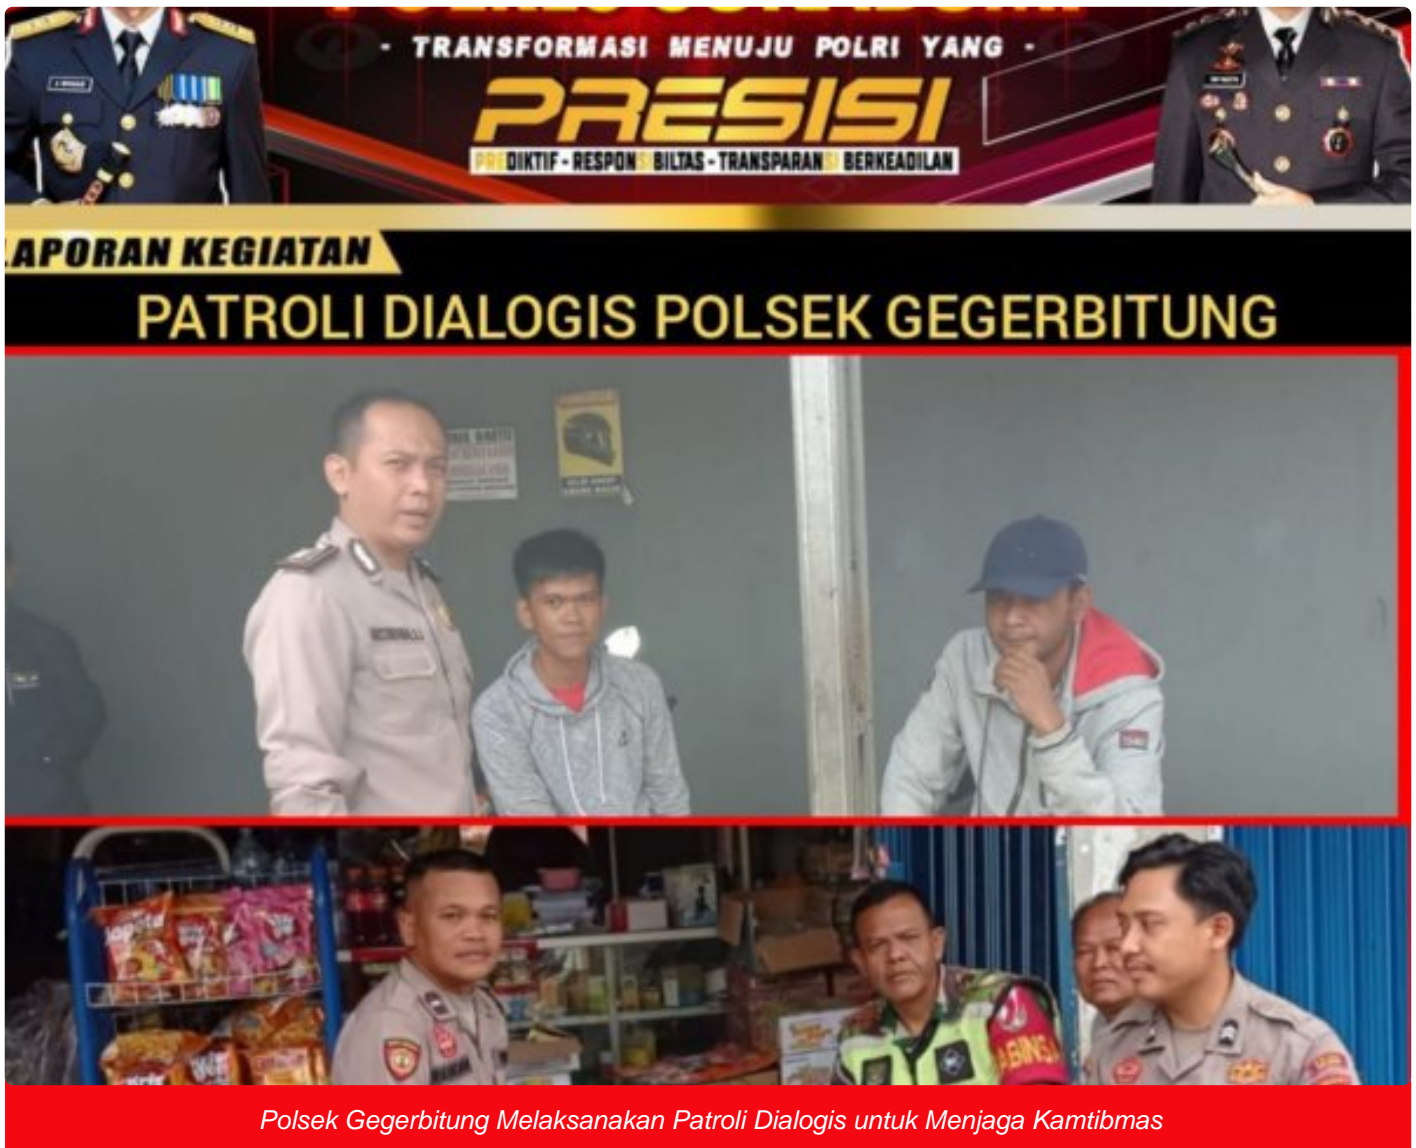 - TRANSFORMASI MENUJU POLRI YANG -
PRESISI
PREDIKTIF - RESPONSIBILTAS - TRANSPARANSI BERKEADILAN
LAPORAN KEGIATAN
PATROLI DIALOGIS POLSEK GEGERBITUNG
Polsek Gegerbitung Melaksanakan Patroli Dialogis untuk Menjaga Kamtibmas